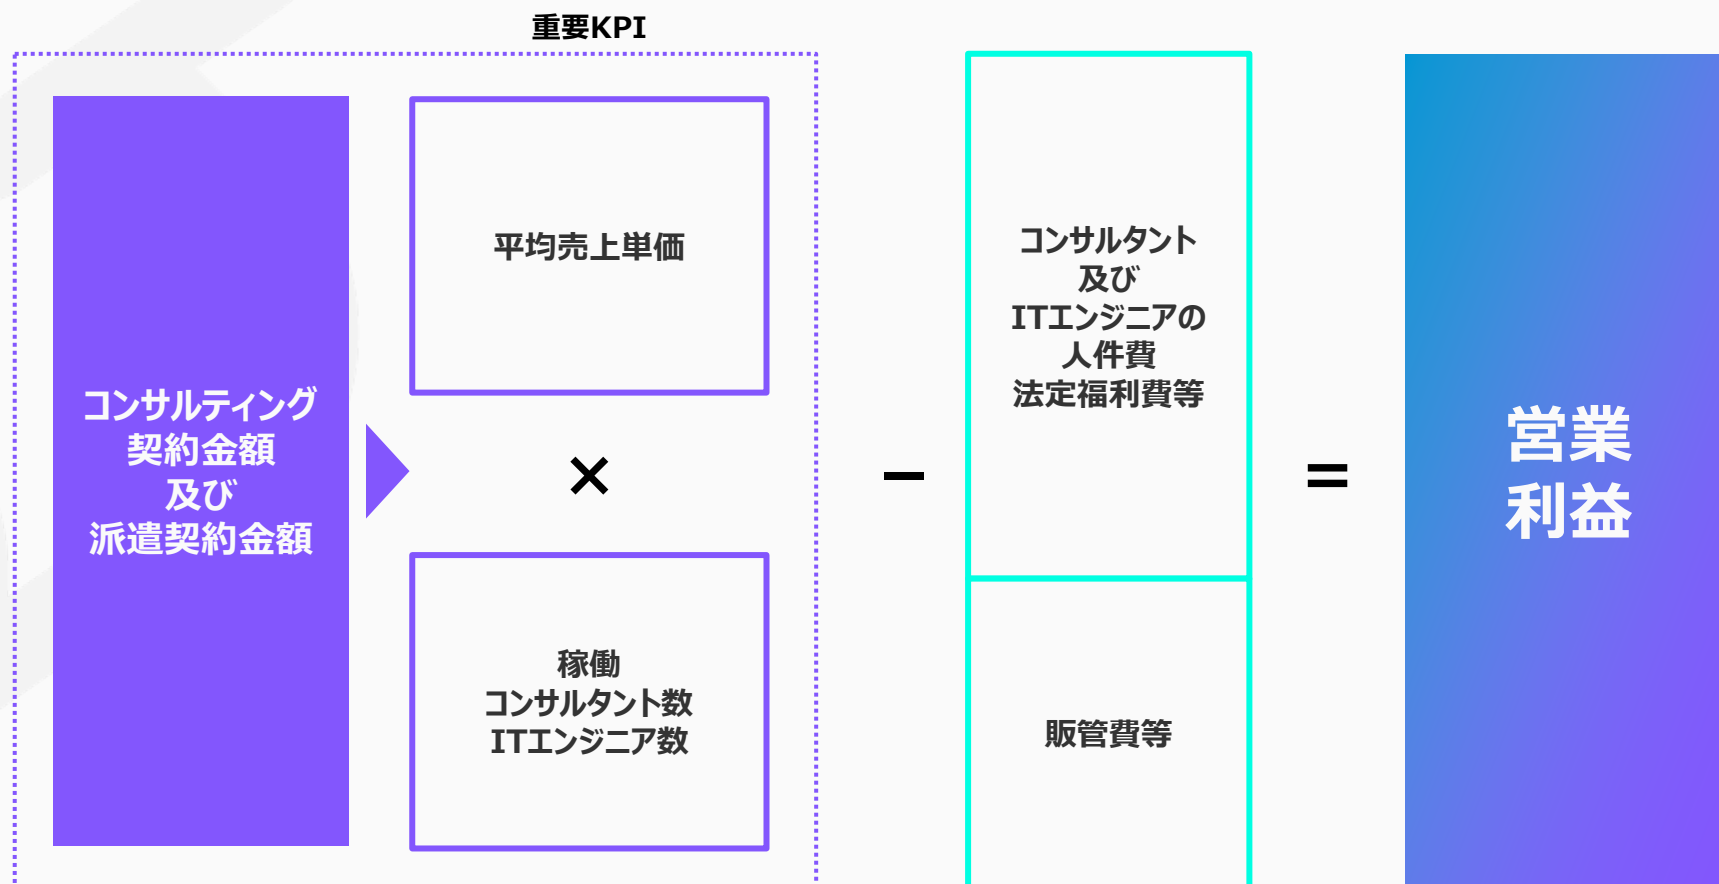 重要KPI
コンサルティング
契約金額
及び
派遣契約金額
平均売上単価
×
稼働
コンサルタント数
ITエンジニア数
−
コンサルタント
及び
ITエンジニアの
人件費
法定福利費等
販管費等
=
営業
利益